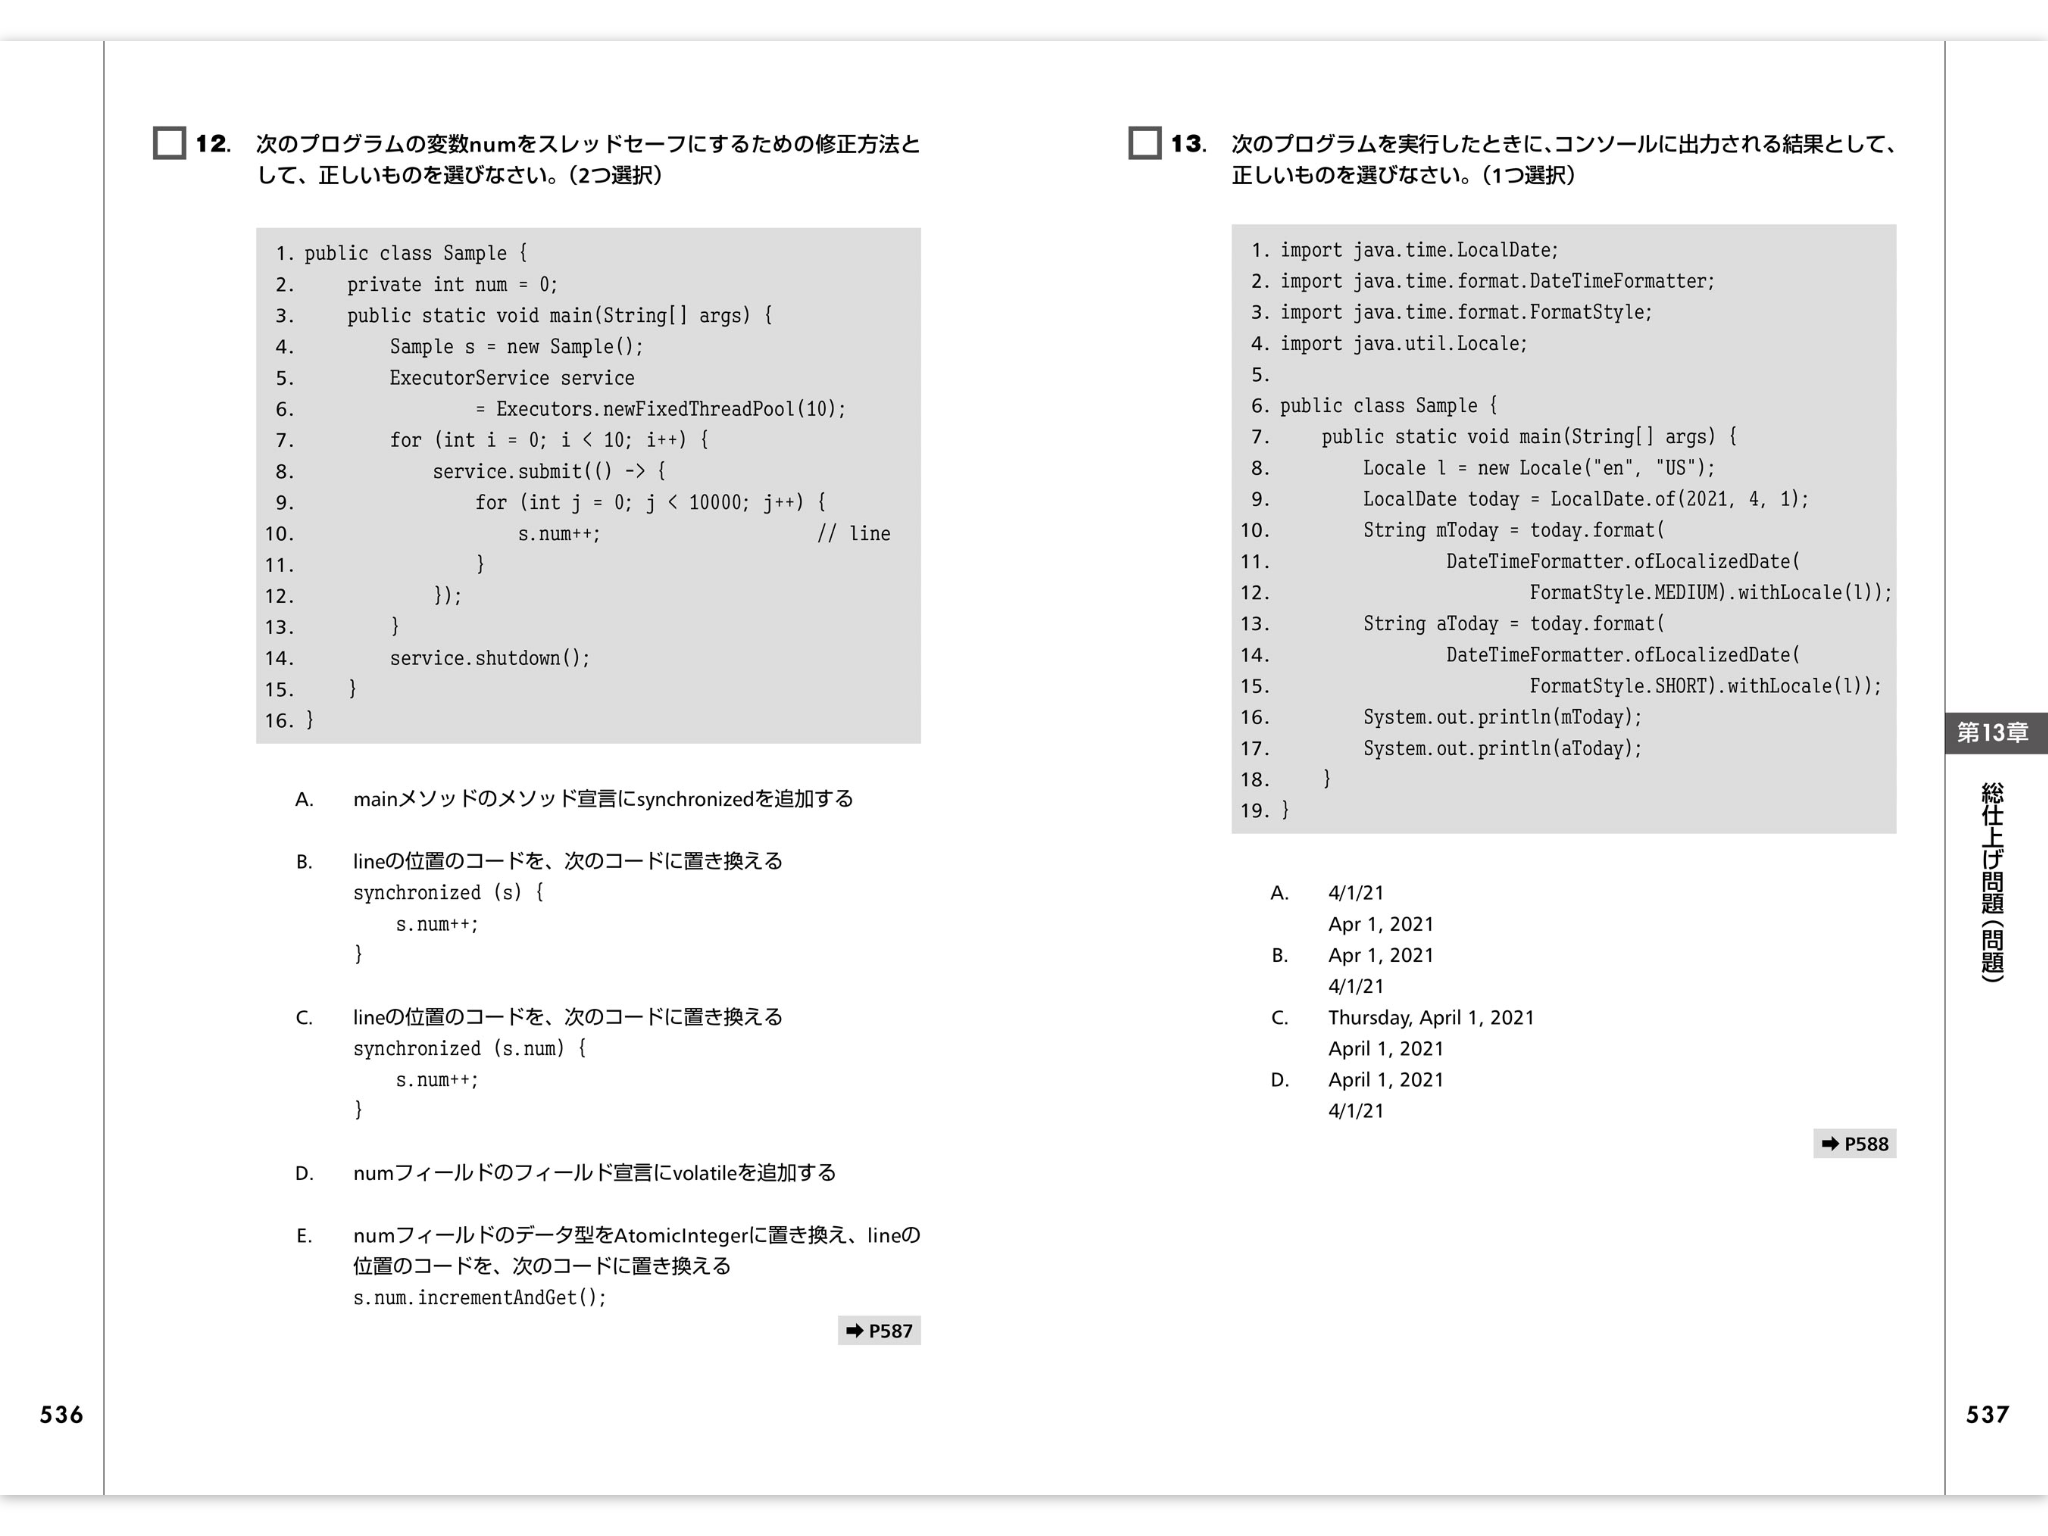 12. 次のプログラムの変数numをスレッドセーフにするための修正方法と
して、正しいものを選びなさい。（2つ選択）
1. public class Sample {
2.     private int num = 0;
3.     public static void main(String[] args) {
4.         Sample s = new Sample();
5.         ExecutorService service
6.                 = Executors.newFixedThreadPool(10);
7.         for (int i = 0; i < 10; i++) {
8.             service.submit(() -> {
9.                 for (int j = 0; j < 10000; j++) {
10.                     s.num++;                    // line
11.                 }
12.             });
13.         }
14.         service.shutdown();
15.     }
16. }
A. mainメソッドのメソッド宣言にsynchronizedを追加する
B. lineの位置のコードを、次のコードに置き換える
synchronized (s) {
    s.num++;
}
C. lineの位置のコードを、次のコードに置き換える
synchronized (s.num) {
    s.num++;
}
D. numフィールドのフィールド宣言にvolatileを追加する
E. numフィールドのデータ型をAtomicIntegerに置き換え、lineの
位置のコードを、次のコードに置き換える
s.num.incrementAndGet();
➡ P587
536
13. 次のプログラムを実行したときに、コンソールに出力される結果として、
正しいものを選びなさい。（1つ選択）
1. import java.time.LocalDate;
2. import java.time.format.DateTimeFormatter;
3. import java.time.format.FormatStyle;
4. import java.util.Locale;
5.
6. public class Sample {
7.     public static void main(String[] args) {
8.         Locale l = new Locale("en", "US");
9.         LocalDate today = LocalDate.of(2021, 4, 1);
10.         String mToday = today.format(
11.                 DateTimeFormatter.ofLocalizedDate(
12.                         FormatStyle.MEDIUM).withLocale(l));
13.         String aToday = today.format(
14.                 DateTimeFormatter.ofLocalizedDate(
15.                         FormatStyle.SHORT).withLocale(l));
16.         System.out.println(mToday);
17.         System.out.println(aToday);
18.     }
19. }
A. 4/1/21
Apr 1, 2021
B. Apr 1, 2021
4/1/21
C. Thursday, April 1, 2021
April 1, 2021
D. April 1, 2021
4/1/21
➡ P588
第13章
総仕上げ問題（問題）
537